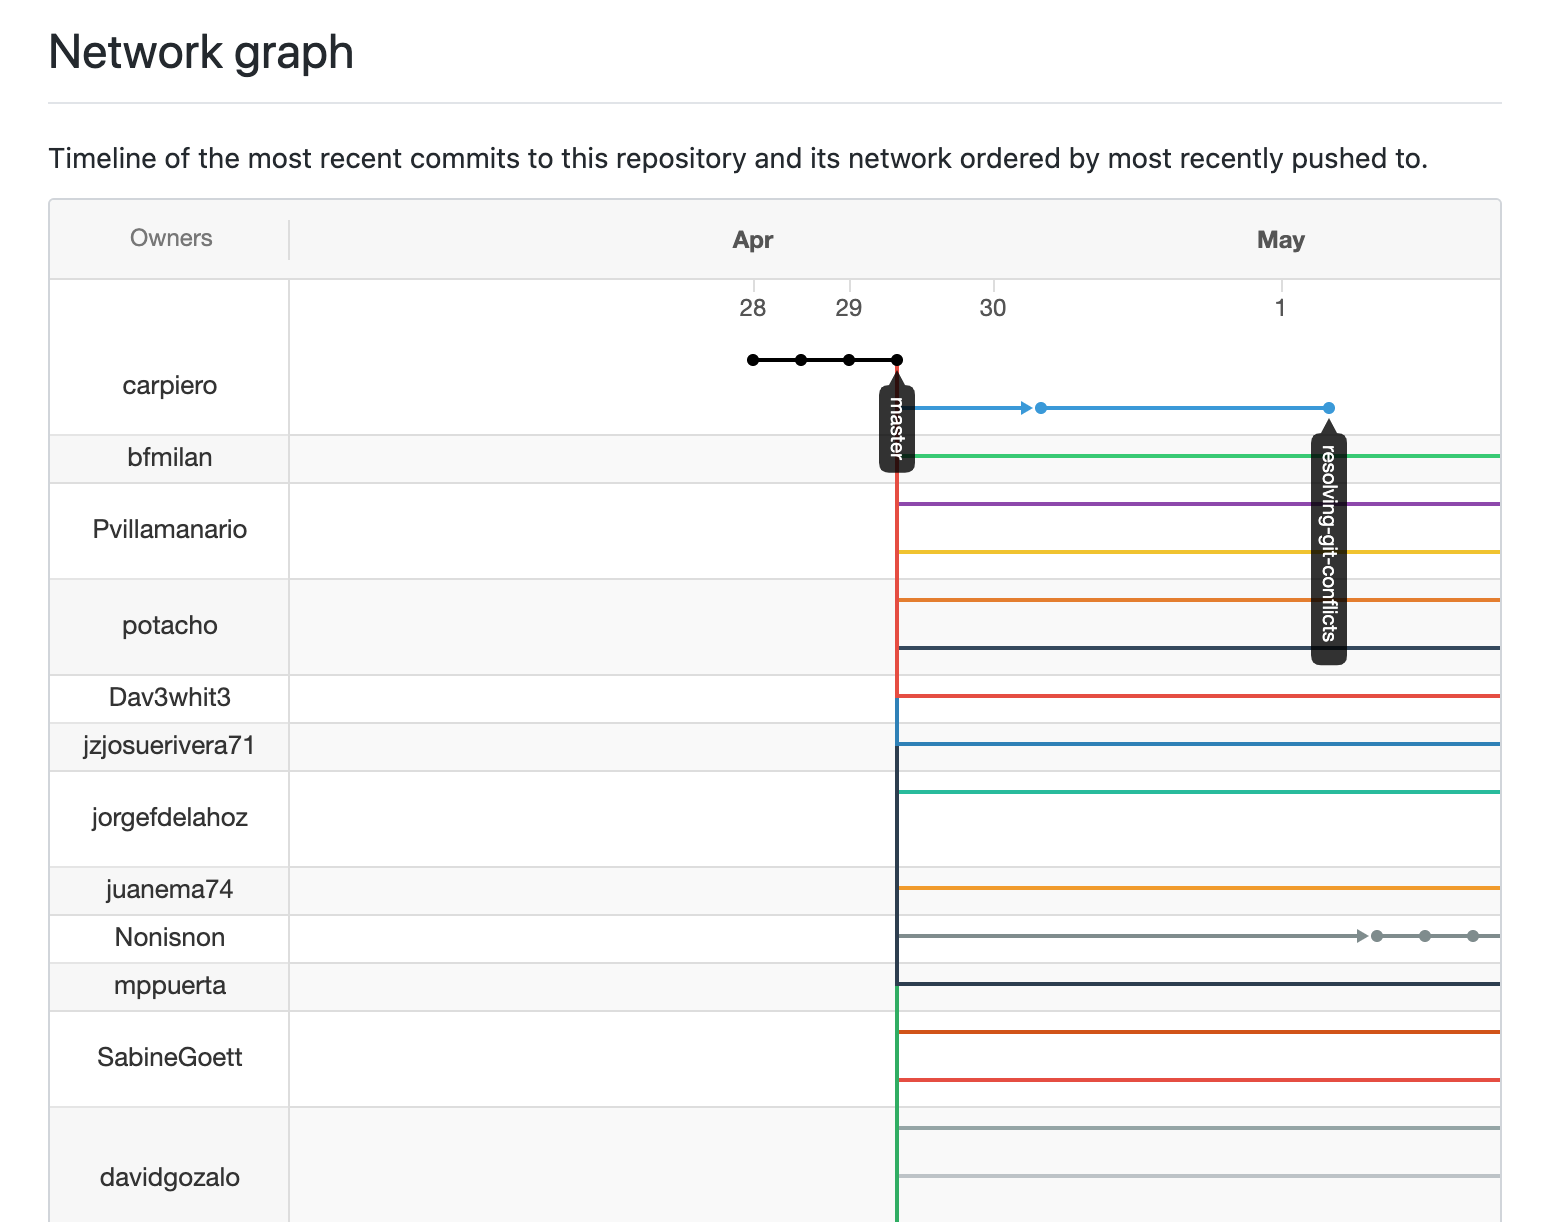 Network graph
Timeline of the most recent commits to this repository and its network ordered by most recently pushed to.
Owners
Apr
May
28
29
30
1
carpiero
master
resolving-git-conflicts
bfmilan
Pvillamanario
potacho
Dav3whit3
jzjosuerivera71
jorgefdelahoz
juanema74
Nonisnon
mppuerta
SabineGoett
davidgozalo